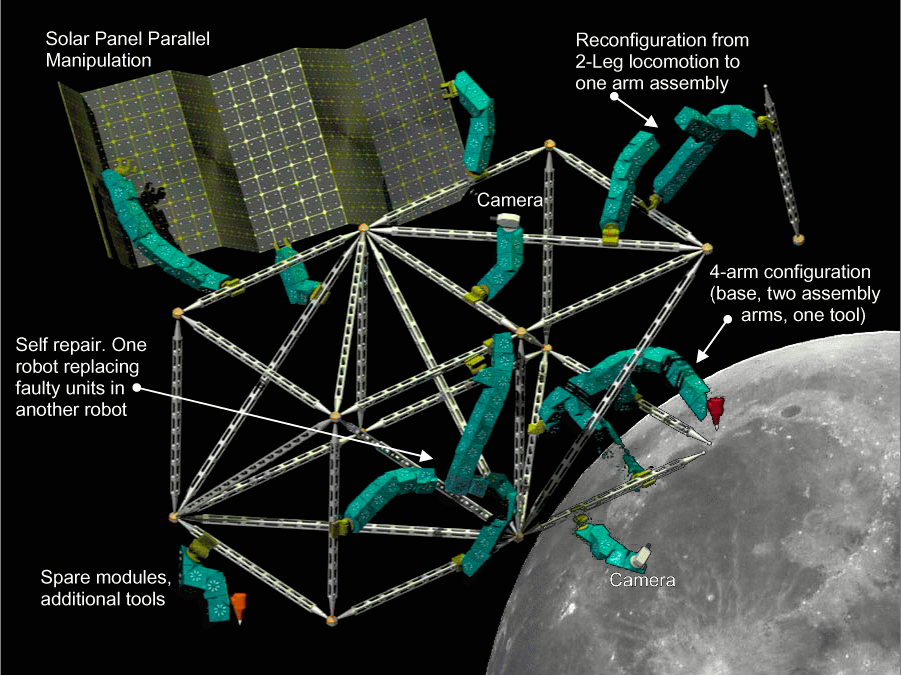 Solar Panel Parallel
Manipulation
Reconfiguration from
2-Leg locomotion to
one arm assembly
Camera
4-arm configuration
(base, two assembly
arms, one tool)
Self repair. One
robot replacing
faulty units in
another robot
Spare modules,
additional tools
Camera